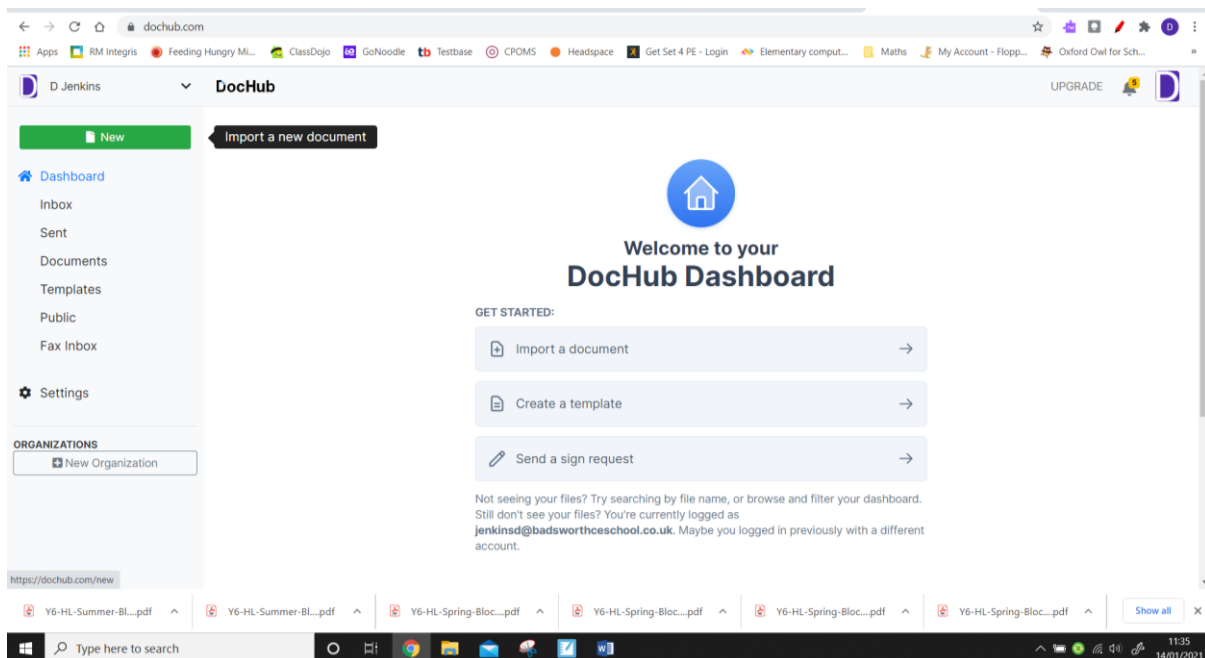 dochub.com
D
Apps RM Integris Feeding Hungry Mi... ClassDojo GO GoNoodle tb Testbase CPOMS Headspace Get Set 4 PE - Login Elementary comput... Maths My Account - Flopp... Oxford Owl for Sch... »
D D Jenkins DocHub UPGRADE 5 D
New Import a new document
Dashboard
Inbox
Sent
Documents
Templates
Public
Fax Inbox
Settings
ORGANIZATIONS
New Organization
Welcome to your
DocHub Dashboard
GET STARTED:
Import a document
Create a template
Send a sign request
Not seeing your files? Try searching by file name, or browse and filter your dashboard.
Still don't see your files? You're currently logged as
jenkinsd@badsworthceschool.co.uk. Maybe you logged in previously with a different
account.
https://dochub.com/new
Y6-HL-Summer-Bl....pdf Y6-HL-Summer-Bl....pdf Y6-HL-Spring-Bloc....pdf Y6-HL-Spring-Bloc....pdf Y6-HL-Spring-Bloc....pdf Y6-HL-Spring-Bloc....pdf Show all
Type here to search W 11:35
14/01/2021